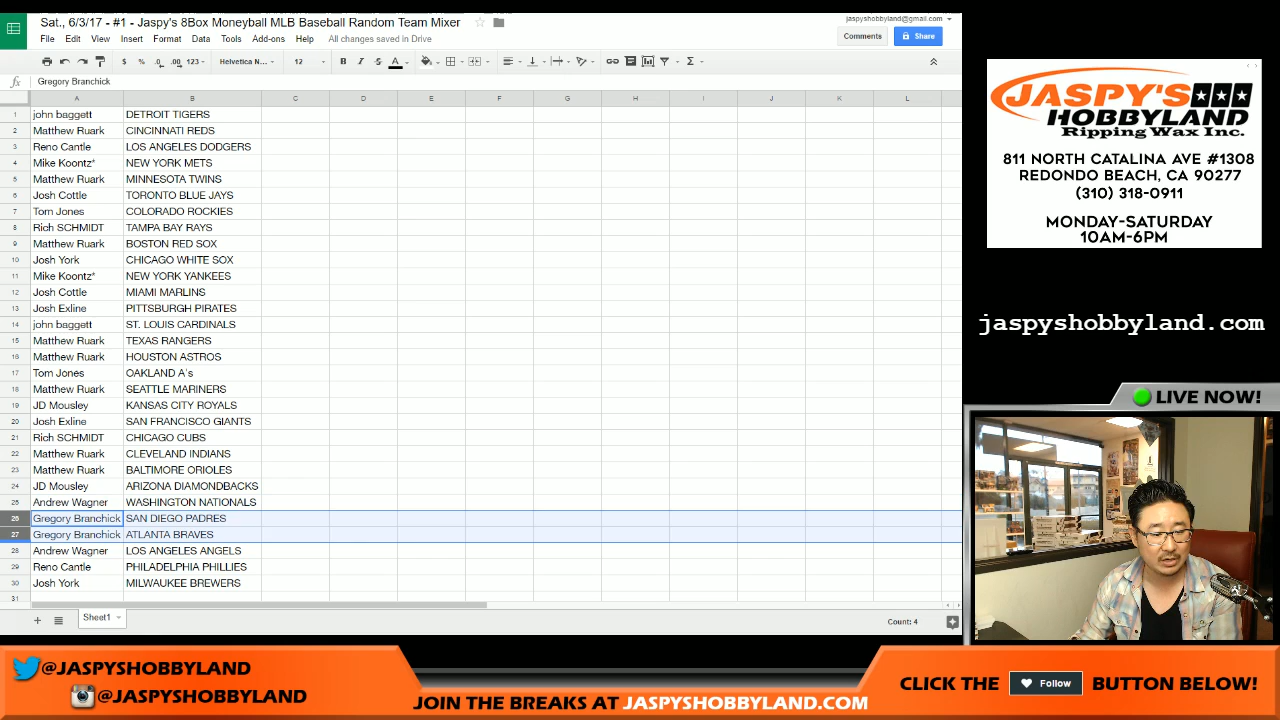 Sat., 6/3/17 - #1 - Jaspy's 8Box Moneyball MLB Baseball Random Team Mixer
jaspyshobbyland@gmail.com
File Edit View Insert Format Data Tools Add-ons Help All changes saved in Drive
Comments
Share
$ % .0 .00 123 Helvetica N... 12 B I S A
fx Gregory Branchick
A B C D E F G H I J K L
1 john baggett DETROIT TIGERS
2 Matthew Ruark CINCINNATI REDS
3 Reno Cantle LOS ANGELES DODGERS
4 Mike Koontz* NEW YORK METS
5 Matthew Ruark MINNESOTA TWINS
6 Josh Cottle TORONTO BLUE JAYS
7 Tom Jones COLORADO ROCKIES
8 Rich SCHMIDT TAMPA BAY RAYS
9 Matthew Ruark BOSTON RED SOX
10 Josh York CHICAGO WHITE SOX
11 Mike Koontz* NEW YORK YANKEES
12 Josh Cottle MIAMI MARLINS
13 Josh Exline PITTSBURGH PIRATES
14 john baggett ST. LOUIS CARDINALS
15 Matthew Ruark TEXAS RANGERS
16 Matthew Ruark HOUSTON ASTROS
17 Tom Jones OAKLAND A's
18 Matthew Ruark SEATTLE MARINERS
19 JD Mousley KANSAS CITY ROYALS
20 Josh Exline SAN FRANCISCO GIANTS
21 Rich SCHMIDT CHICAGO CUBS
22 Matthew Ruark CLEVELAND INDIANS
23 Matthew Ruark BALTIMORE ORIOLES
24 JD Mousley ARIZONA DIAMONDBACKS
25 Andrew Wagner WASHINGTON NATIONALS
26 Gregory Branchick SAN DIEGO PADRES
27 Gregory Branchick ATLANTA BRAVES
28 Andrew Wagner LOS ANGELES ANGELS
29 Reno Cantle PHILADELPHIA PHILLIES
30 Josh York MILWAUKEE BREWERS
31
Sheet1
Count: 4
JASPY'S
HOBBYLAND
Ripping Wax Inc.
811 NORTH CATALINA AVE #1308
REDONDO BEACH, CA 90277
(310) 318-0911
MONDAY-SATURDAY
10AM-6PM
jaspyshobbyland.com
LIVE NOW!
@JASPYSHOBBYLAND
@JASPYSHOBBYLAND
JOIN THE BREAKS AT JASPYSHOBBYLAND.COM
CLICK THE Follow BUTTON BELOW!